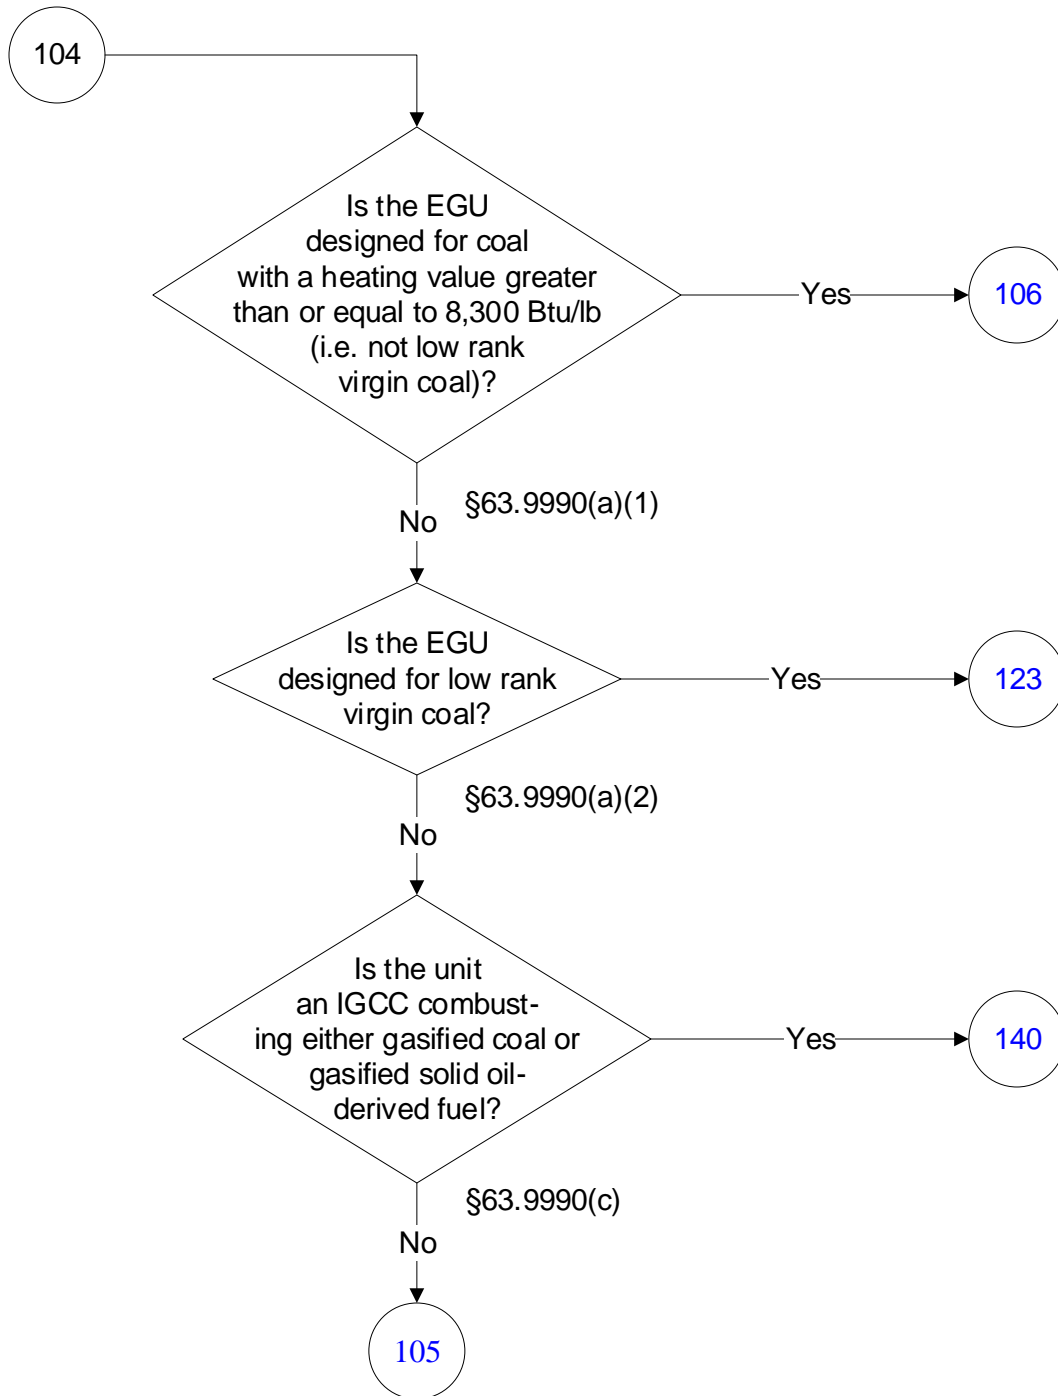 104
Is the EGU
designed for coal
with a heating value greater
than or equal to 8,300 Btu/lb
(i.e. not low rank
virgin coal)?
Yes
106
§63.9990(a)(1)
No
Is the EGU
designed for low rank
virgin coal?
Yes
123
§63.9990(a)(2)
No
Is the unit
an IGCC combust-
ing either gasified coal or
gasified solid oil-
derived fuel?
Yes
140
§63.9990(c)
No
105